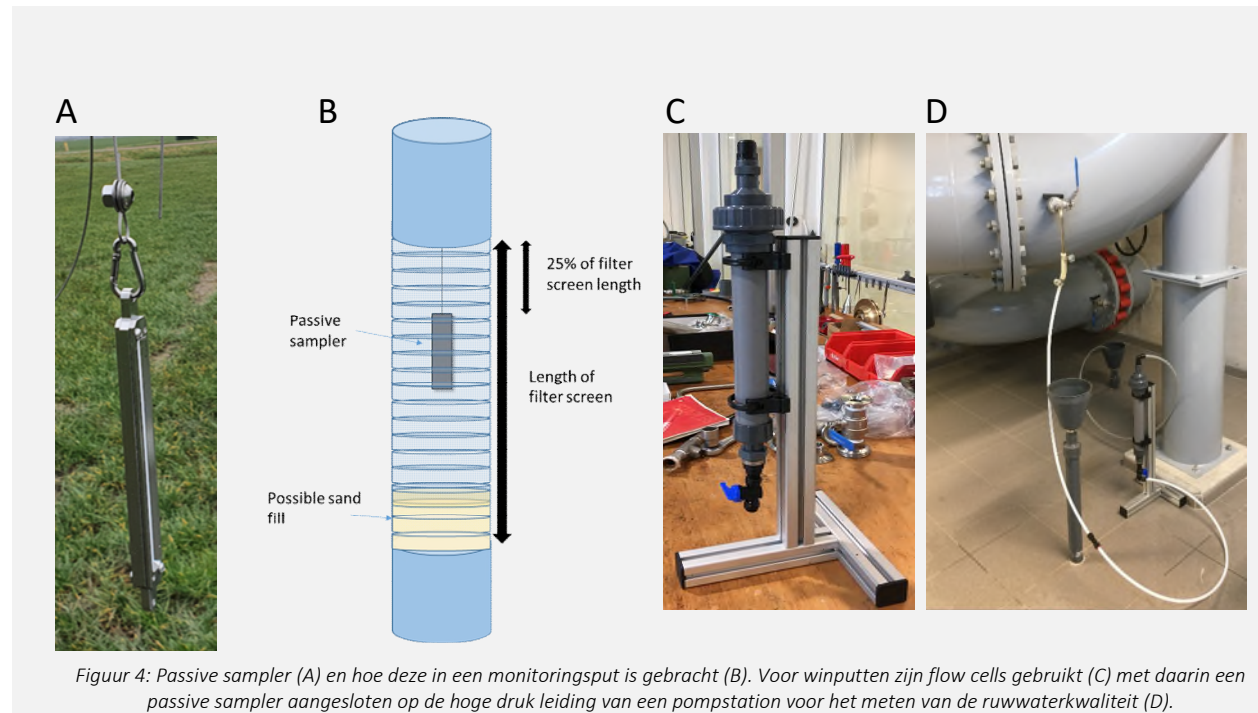 A
B
C
D
25% of filter
screen length
Passive
sampler
Length of
filter screen
Possible sand
fill
Figuur 4: Passive sampler (A) en hoe deze in een monitoringsput is gebracht (B). Voor winputten zijn flow cells gebruikt (C) met daarin een
passive sampler aangesloten op de hoge druk leiding van een pompstation voor het meten van de ruwwaterkwaliteit (D).